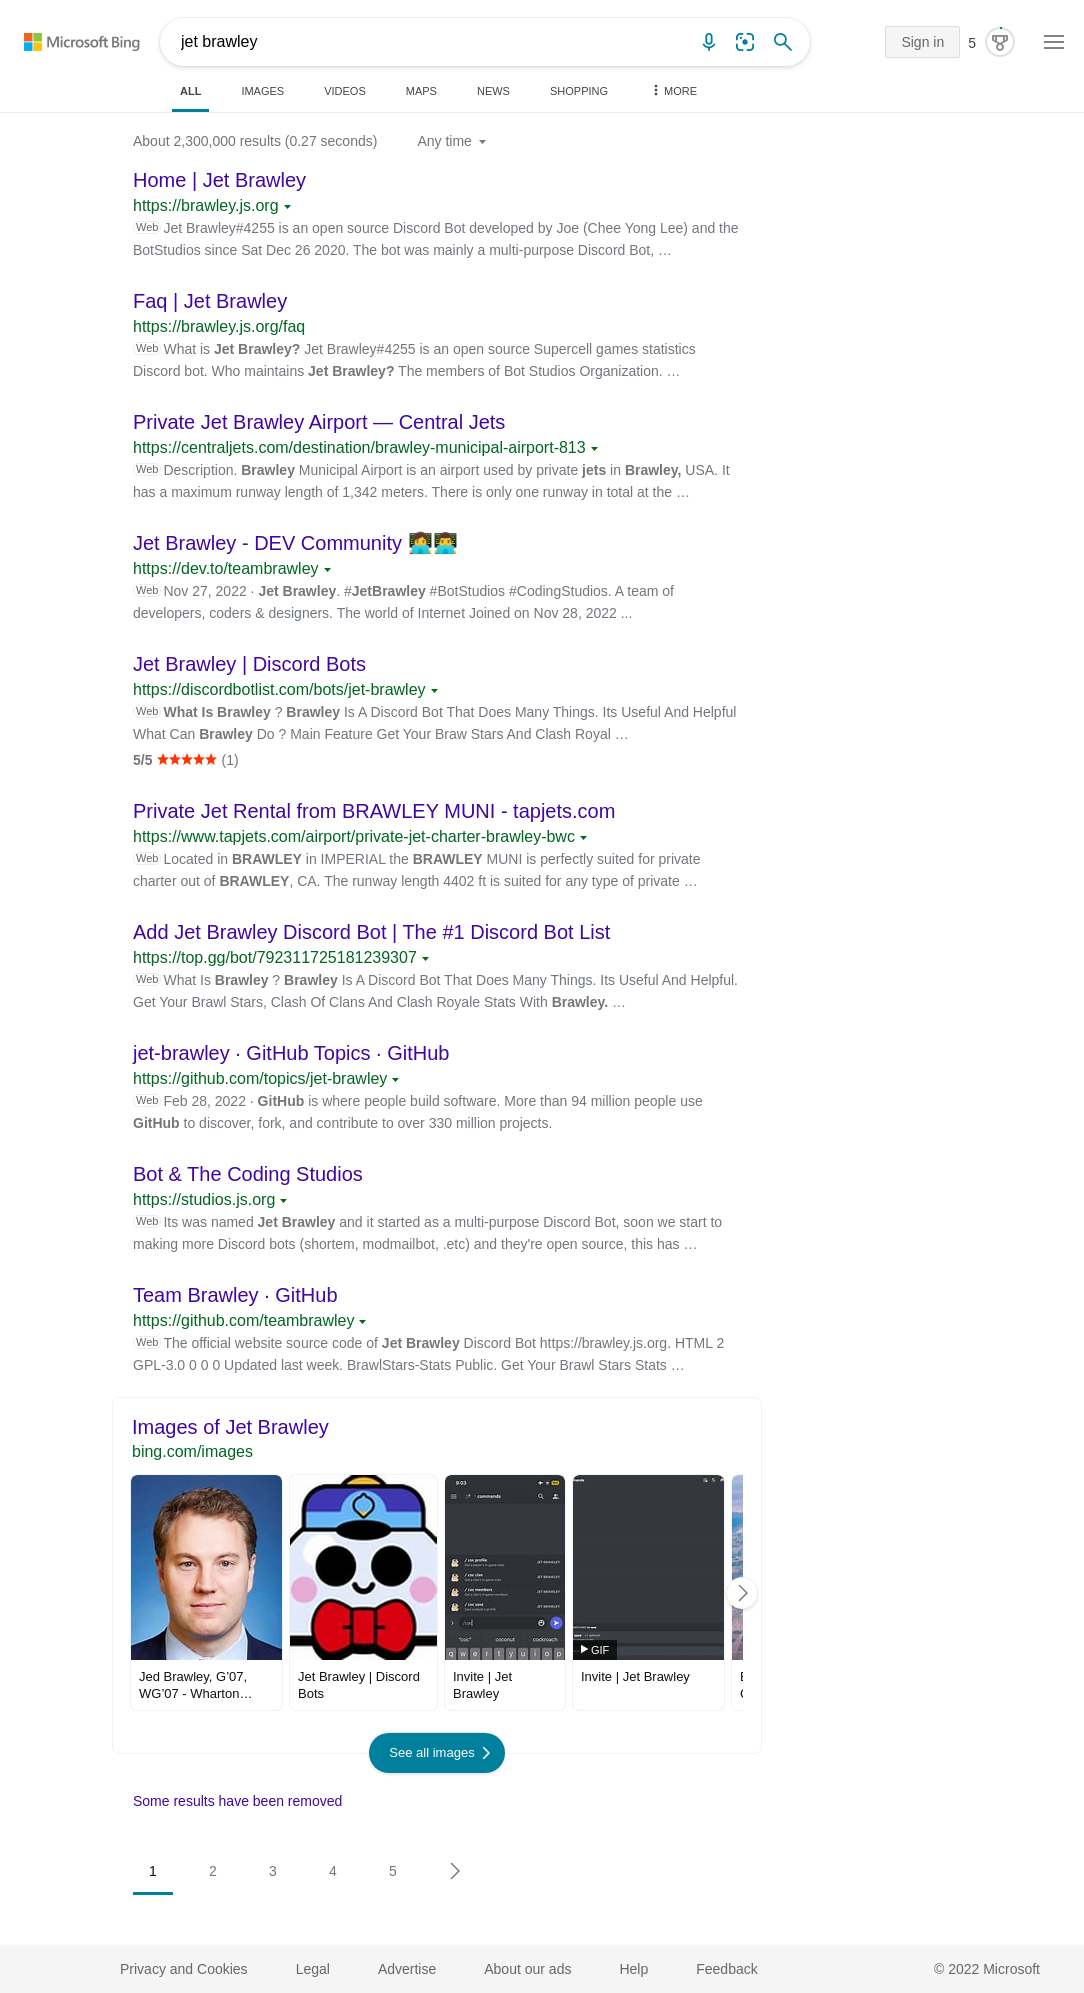 Microsoft Bing
jet brawley
Sign in
5
ALL
IMAGES
VIDEOS
MAPS
NEWS
SHOPPING
MORE
About 2,300,000 results (0.27 seconds)
Any time
Home | Jet Brawley
https://brawley.js.org
Web Jet Brawley#4255 is an open source Discord Bot developed by Joe (Chee Yong Lee) and the
BotStudios since Sat Dec 26 2020. The bot was mainly a multi-purpose Discord Bot, …
Faq | Jet Brawley
https://brawley.js.org/faq
Web What is Jet Brawley? Jet Brawley#4255 is an open source Supercell games statistics
Discord bot. Who maintains Jet Brawley? The members of Bot Studios Organization. …
Private Jet Brawley Airport — Central Jets
https://centraljets.com/destination/brawley-municipal-airport-813
Web Description. Brawley Municipal Airport is an airport used by private jets in Brawley, USA. It
has a maximum runway length of 1,342 meters. There is only one runway in total at the …
Jet Brawley - DEV Community 👩‍💻👨‍💻
https://dev.to/teambrawley
Web Nov 27, 2022 · Jet Brawley. #JetBrawley #BotStudios #CodingStudios. A team of
developers, coders & designers. The world of Internet Joined on Nov 28, 2022 ...
Jet Brawley | Discord Bots
https://discordbotlist.com/bots/jet-brawley
Web What Is Brawley ? Brawley Is A Discord Bot That Does Many Things. Its Useful And Helpful
What Can Brawley Do ? Main Feature Get Your Braw Stars And Clash Royal …
5/5 ★★★★★ (1)
Private Jet Rental from BRAWLEY MUNI - tapjets.com
https://www.tapjets.com/airport/private-jet-charter-brawley-bwc
Web Located in BRAWLEY in IMPERIAL the BRAWLEY MUNI is perfectly suited for private
charter out of BRAWLEY, CA. The runway length 4402 ft is suited for any type of private …
Add Jet Brawley Discord Bot | The #1 Discord Bot List
https://top.gg/bot/792311725181239307
Web What Is Brawley ? Brawley Is A Discord Bot That Does Many Things. Its Useful And Helpful.
Get Your Brawl Stars, Clash Of Clans And Clash Royale Stats With Brawley. …
jet-brawley · GitHub Topics · GitHub
https://github.com/topics/jet-brawley
Web Feb 28, 2022 · GitHub is where people build software. More than 94 million people use
GitHub to discover, fork, and contribute to over 330 million projects.
Bot & The Coding Studios
https://studios.js.org
Web Its was named Jet Brawley and it started as a multi-purpose Discord Bot, soon we start to
making more Discord bots (shortem, modmailbot, .etc) and they're open source, this has …
Team Brawley · GitHub
https://github.com/teambrawley
Web The official website source code of Jet Brawley Discord Bot https://brawley.js.org. HTML 2
GPL-3.0 0 0 0 Updated last week. BrawlStars-Stats Public. Get Your Brawl Stars Stats …
Images of Jet Brawley
bing.com/images
9:03
commands
/ coc profile
JET BRAWLEY
/ coc clan
JET BRAWLEY
/ coc members
JET BRAWLEY
/ coc save
JET BRAWLEY
/coc
"coc" coconut cockroach
q w e r t y u i o p
GIF
Jed Brawley, G'07,
WG'07 - Wharton…
Jet Brawley | Discord
Bots
Invite | Jet
Brawley
Invite | Jet Brawley
See all images
Some results have been removed
1 2 3 4 5
Privacy and Cookies
Legal
Advertise
About our ads
Help
Feedback
© 2022 Microsoft